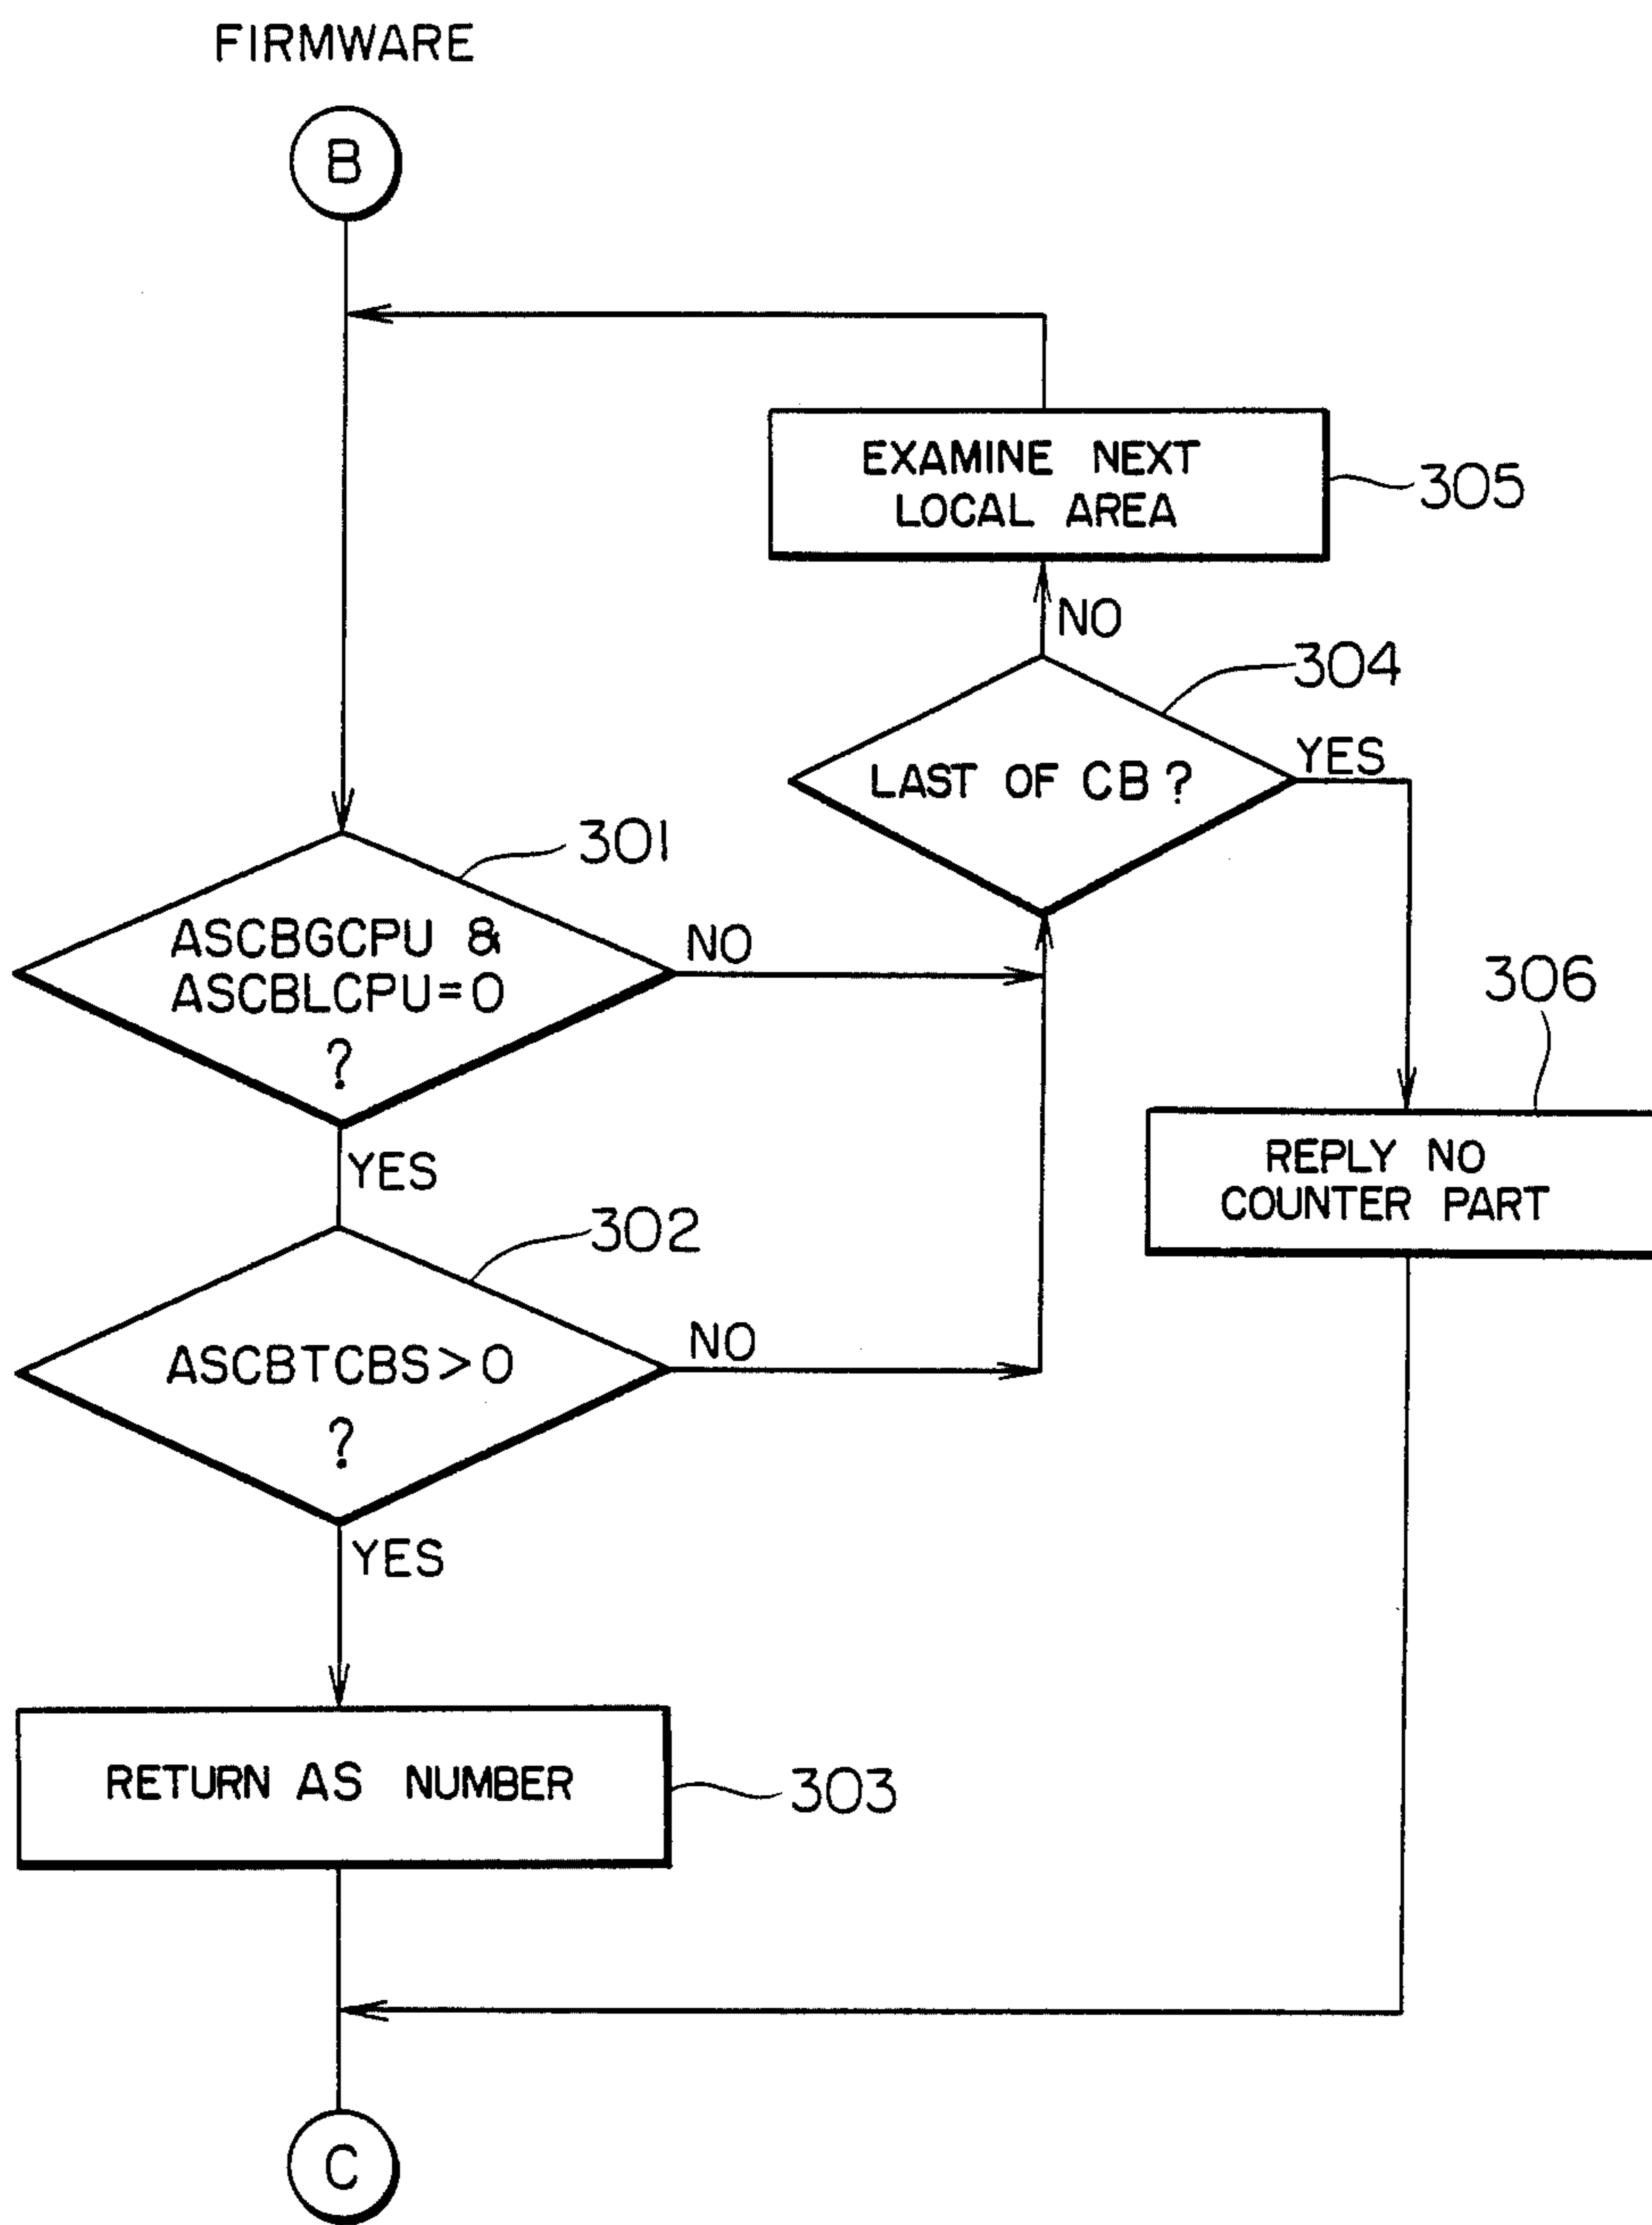 FIRMWARE
B
EXAMINE NEXT
LOCAL AREA
305
NO
304
LAST OF CB ?
YES
301
ASCBGCPU &
ASCBLCPU=0
?
NO
306
REPLY NO
COUNTER PART
YES
302
ASCBTCBS>0
?
NO
YES
RETURN AS NUMBER
303
C